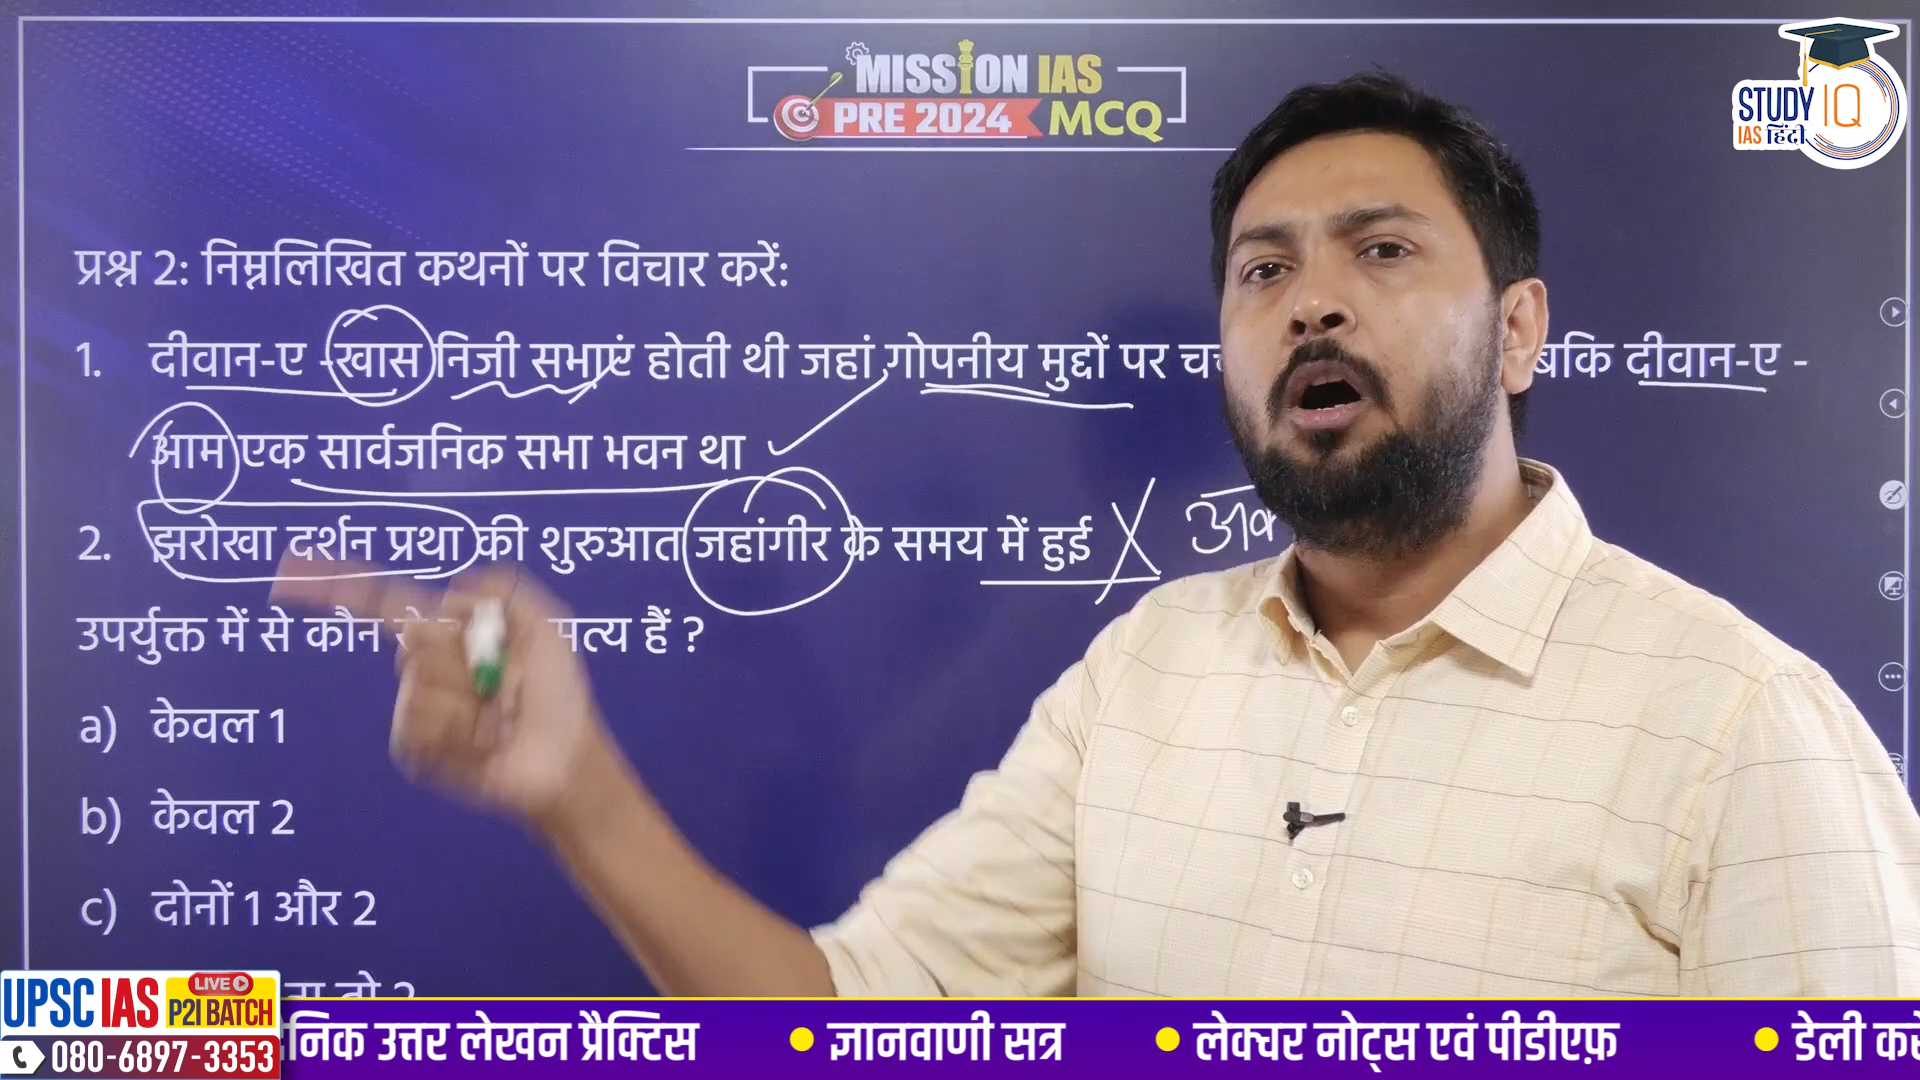 MISSION IAS
PRE 2024 MCQ
STUDY IQ
IAS हिंदी
प्रश्न 2: निम्नलिखित कथनों पर विचार करें:
1. दीवान-ए -खास निजी सभाएं होती थी जहां गोपनीय मुद्दों पर दीवान-ए -
आम एक सार्वजनिक सभा भवन था
2. झरोखा दर्शन प्रथा की शुरुआत जहांगीर के समय में हुई X
उपर्युक्त में से कौन हैं ?
a) केवल 1
b) केवल 2
c) दोनों 1 और 2
UPSC IAS LIVE P2I BATCH
080-6897-3353
उत्तर लेखन प्रैक्टिस • ज्ञानवाणी सत्र • लेक्चर नोट्स एवं पीडीएफ़ • डेली